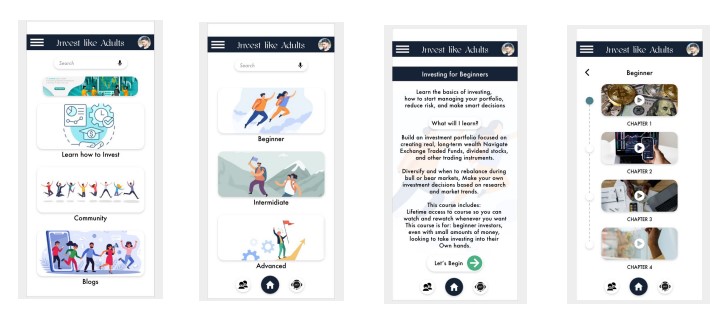 Invest like Adults
Search
Learn how to Invest
Community
Blogs
Invest like Adults
Search
Beginner
Intermidiate
Advanced
Invest like Adults
Investing for Beginners
Learn the basics of investing,
how to start managing your portfolio,
reduce risk, and make smart decisions
What will I learn?
Build an investment portfolio focused on
creating real, long-term wealth Navigate
Exchange Traded Funds, dividend stocks,
and other trading instruments.
Diversify and when to rebalance during
bull or bear markets, Make your own
investment decisions based on research
and market trends.
This course includes:
Lifetime access to course so you can
watch and rewatch whenever you want
This course is for: beginner investors,
even with small amounts of money,
looking to take investing into their
Own hands.
Let's Begin
Invest like Adults
Beginner
CHAPTER 1
CHAPTER 2
CHAPTER 3
CHAPTER 4